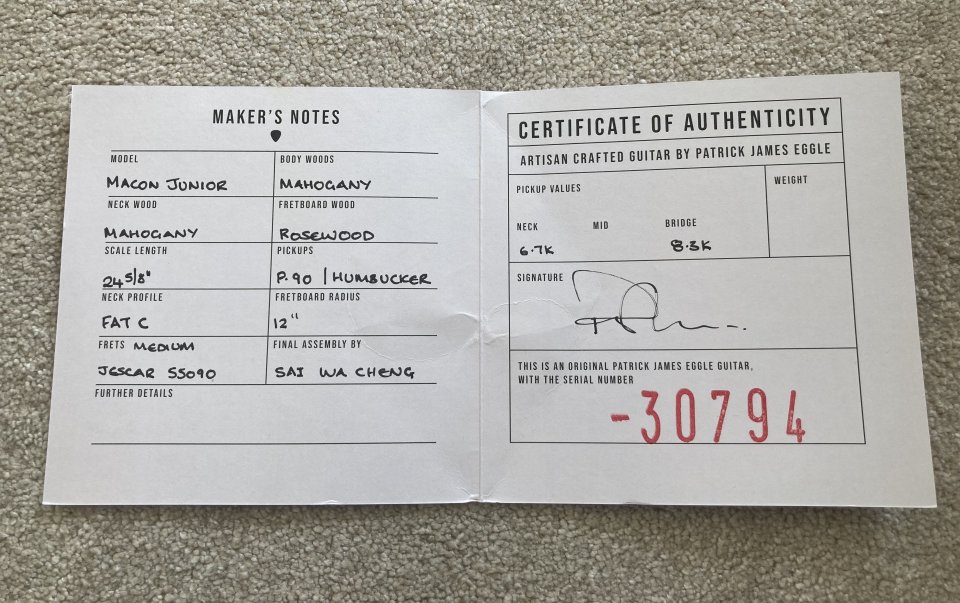 MAKER'S NOTES
MODEL
MACON JUNIOR
BODY WOODS
MAHOGANY
NECK WOOD
MAHOGANY
FRETBOARD WOOD
ROSEWOOD
SCALE LENGTH
24 5/8"
PICKUPS
P.90 / HUMBUCKER
NECK PROFILE
FAT C
FRETBOARD RADIUS
12"
FRETS MEDIUM
JESCAR 55090
FINAL ASSEMBLY BY
SAI WA CHENG
FURTHER DETAILS
CERTIFICATE OF AUTHENTICITY
ARTISAN CRAFTED GUITAR BY PATRICK JAMES EGGLE
PICKUP VALUES
WEIGHT
NECK
6.7K
MID
BRIDGE
8.3K
SIGNATURE
THIS IS AN ORIGINAL PATRICK JAMES EGGLE GUITAR,
WITH THE SERIAL NUMBER
-30794